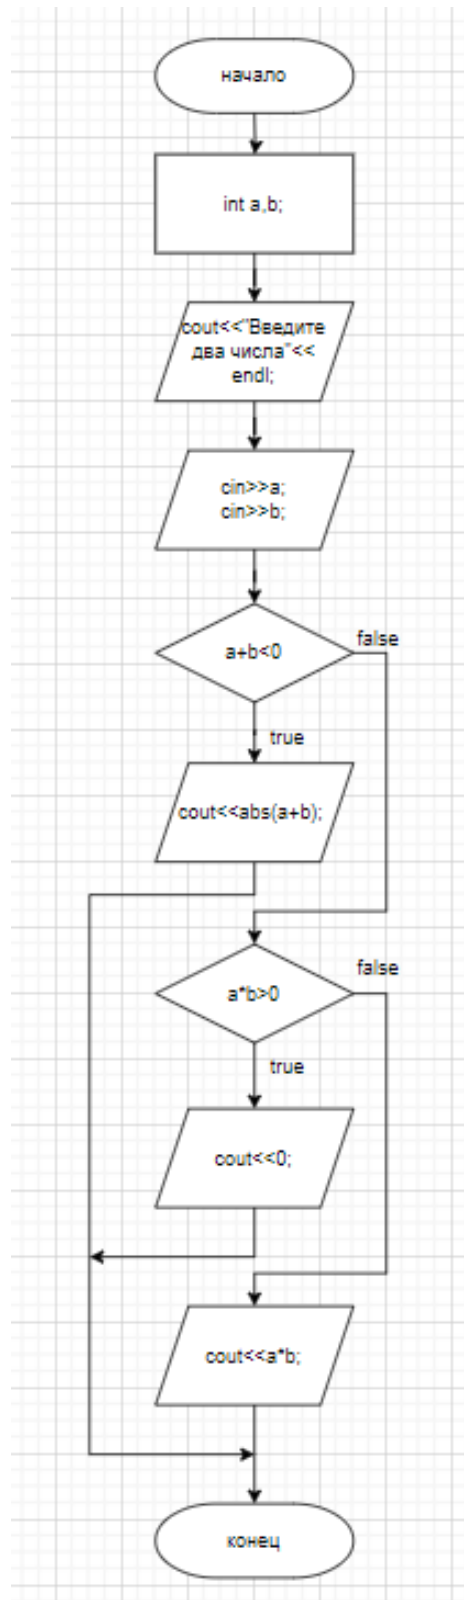 начало
int a,b;
cout<<"Введите
два числа"<<
endl;
cin>>a;
cin>>b;
a+b<0
false
true
cout<<abs(a+b);
a*b>0
false
true
cout<<0;
cout<<a*b;
конец